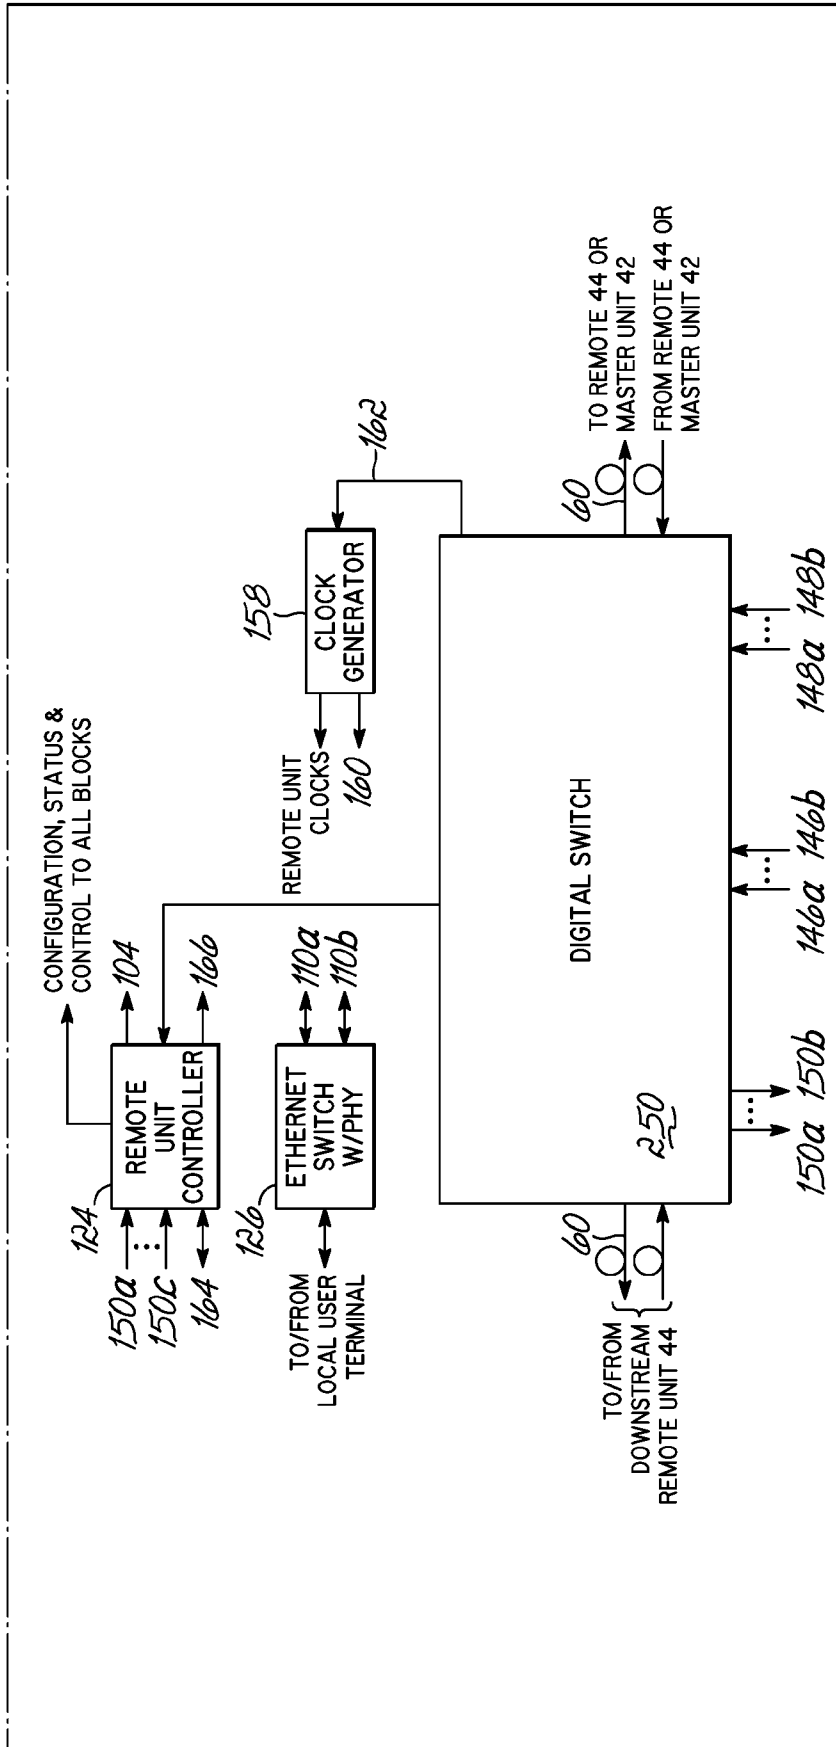 CONFIGURATION, STATUS &
CONTROL TO ALL BLOCKS
124
REMOTE
UNIT
CONTROLLER
150a
150c
164
104
166
126
ETHERNET
SWITCH
W/PHY
TO/FROM
LOCAL USER
TERMINAL
110a
110b
158
CLOCK
GENERATOR
REMOTE UNIT
CLOCKS
160
162
DIGITAL SWITCH
250
60
TO/FROM
DOWNSTREAM
REMOTE UNIT 44
60
TO REMOTE 44 OR
MASTER UNIT 42
FROM REMOTE 44 OR
MASTER UNIT 42
150a
150b
146a
146b
148a
148b